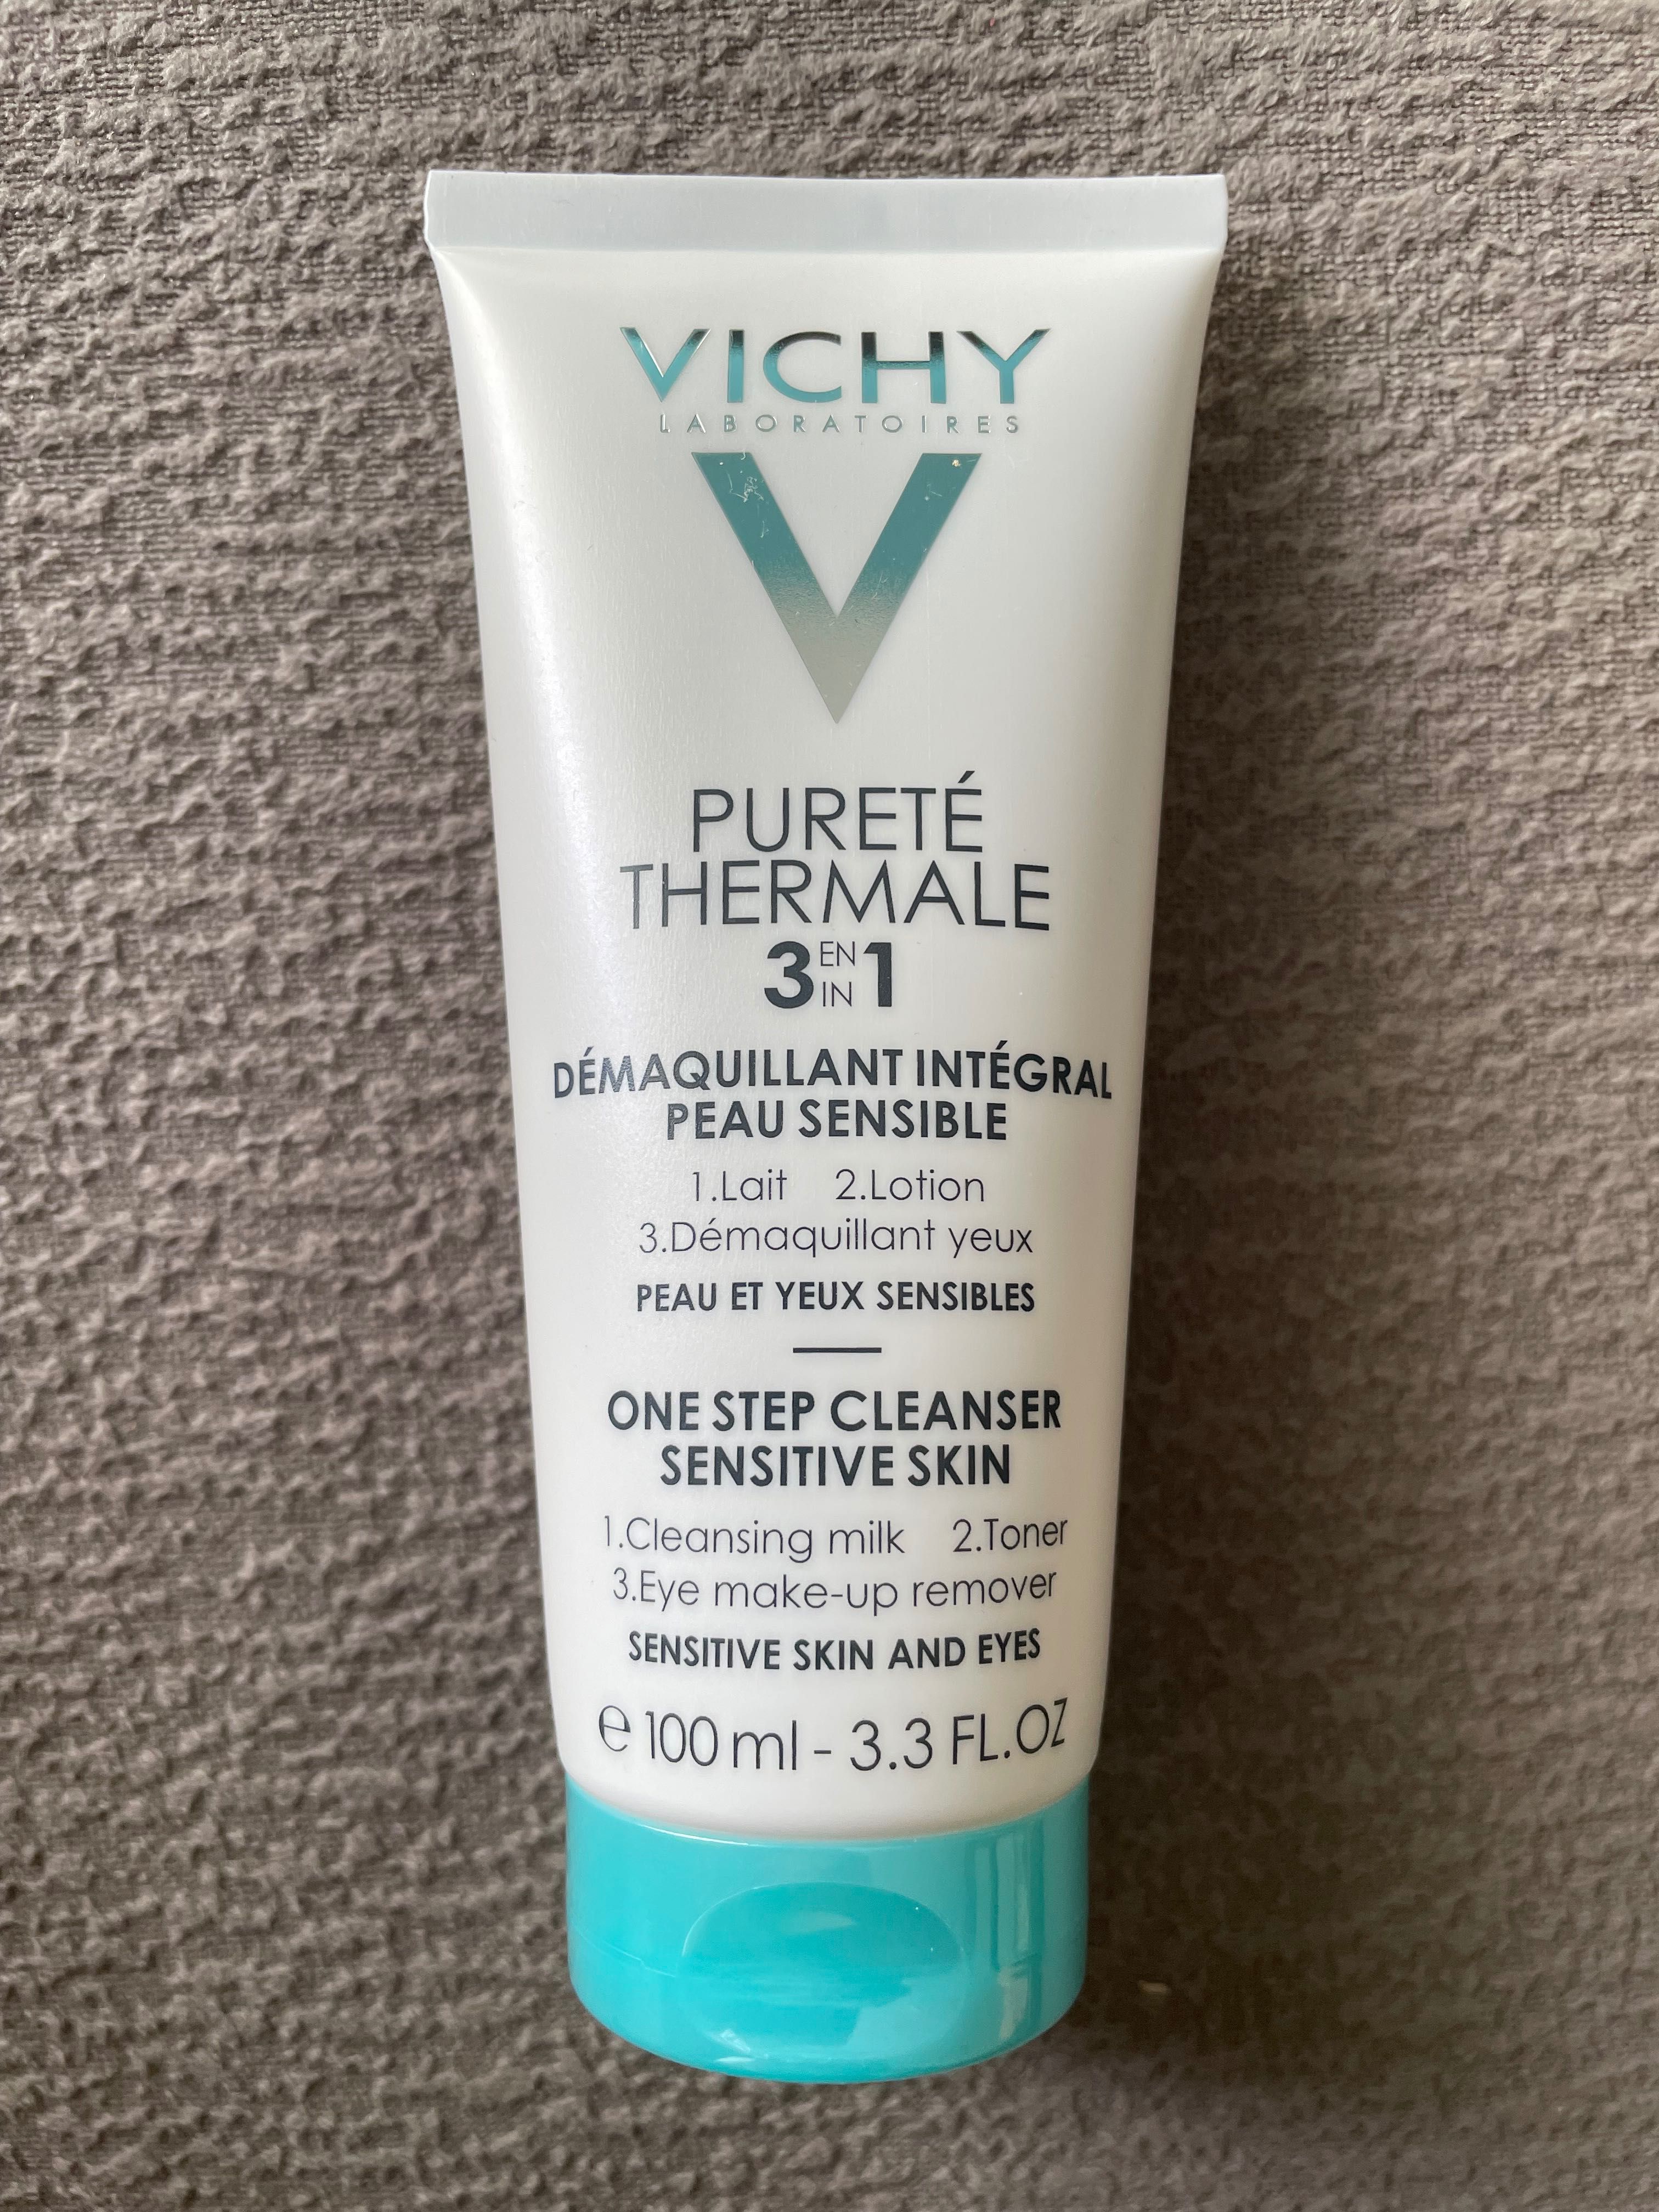 VICHY
LABORATOIRES
V
PURETÉ
THERMALE
3 EN IN 1
DÉMAQUILLANT INTÉGRAL
PEAU SENSIBLE
1.Lait 2.Lotion
3.Démaquillant yeux
PEAU ET YEUX SENSIBLES
ONE STEP CLEANSER
SENSITIVE SKIN
1.Cleansing milk 2.Toner
3.Eye make-up remover
SENSITIVE SKIN AND EYES
℮ 100 ml - 3.3 FL.OZ